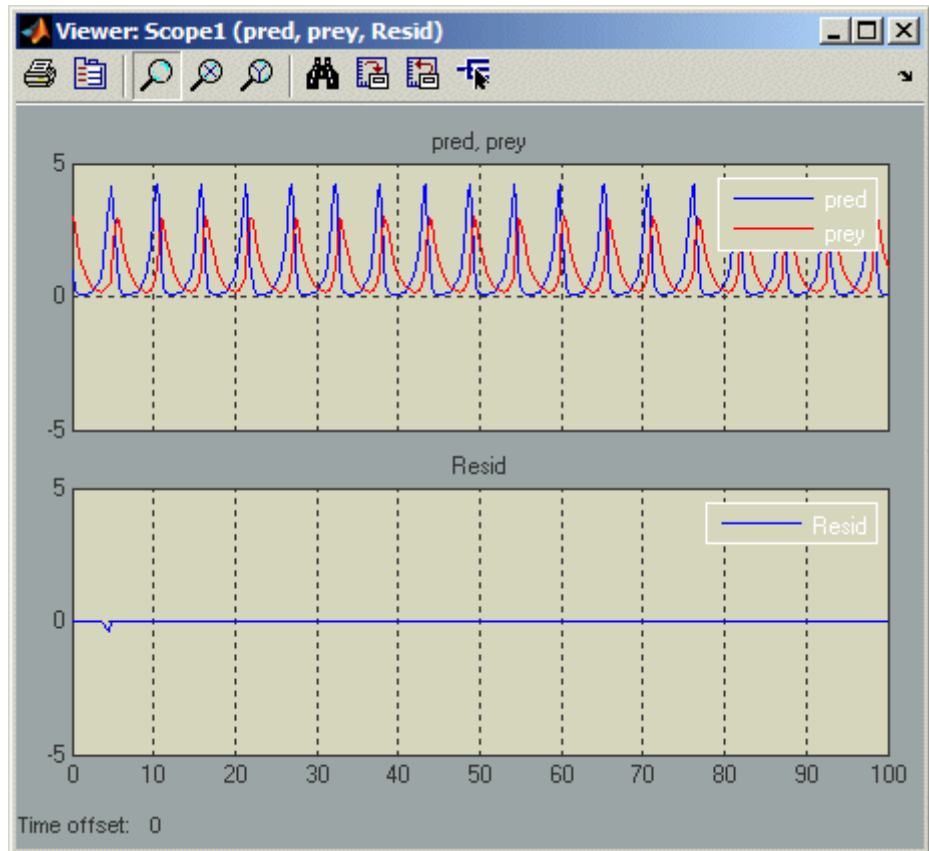 Viewer: Scope1 (pred, prey, Resid)
pred, prey
5
0
-5
pred
prey
Resid
5
0
-5
Resid
0 10 20 30 40 50 60 70 80 90 100
Time offset: 0